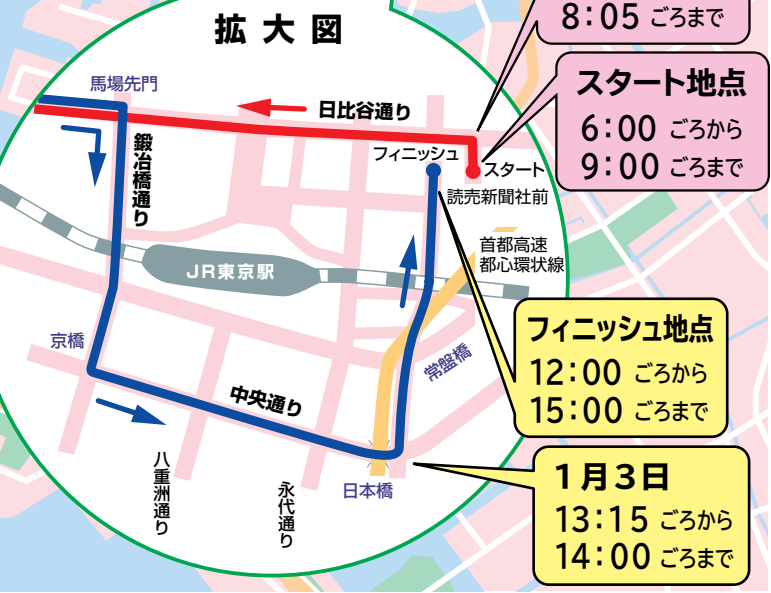 拡大図
8:05 ごろまで
スタート地点
6:00 ごろから
9:00 ごろまで
馬場先門
日比谷通り
鍛冶橋通り
フィニッシュ
スタート
読売新聞社前
首都高速
都心環状線
JR東京駅
フィニッシュ地点
12:00 ごろから
15:00 ごろまで
京橋
常盤橋
中央通り
八重洲通り
永代通り
日本橋
1月3日
13:15 ごろから
14:00 ごろまで